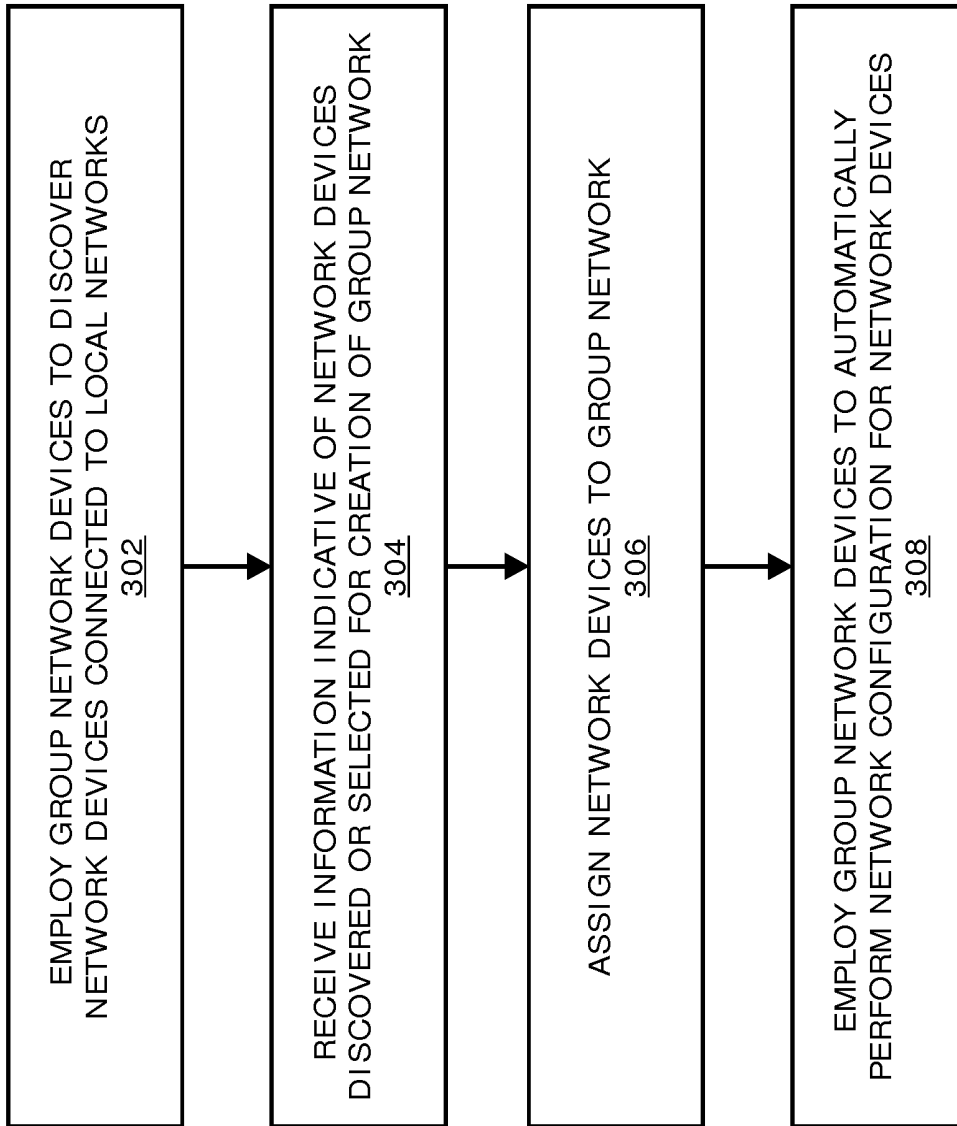 EMPLOY GROUP NETWORK DEVICES TO DISCOVER
NETWORK DEVICES CONNECTED TO LOCAL NETWORKS
302
RECEIVE INFORMATION INDICATIVE OF NETWORK DEVICES
DISCOVERED OR SELECTED FOR CREATION OF GROUP NETWORK
304
ASSIGN NETWORK DEVICES TO GROUP NETWORK
306
EMPLOY GROUP NETWORK DEVICES TO AUTOMATICALLY
PERFORM NETWORK CONFIGURATION FOR NETWORK DEVICES
308